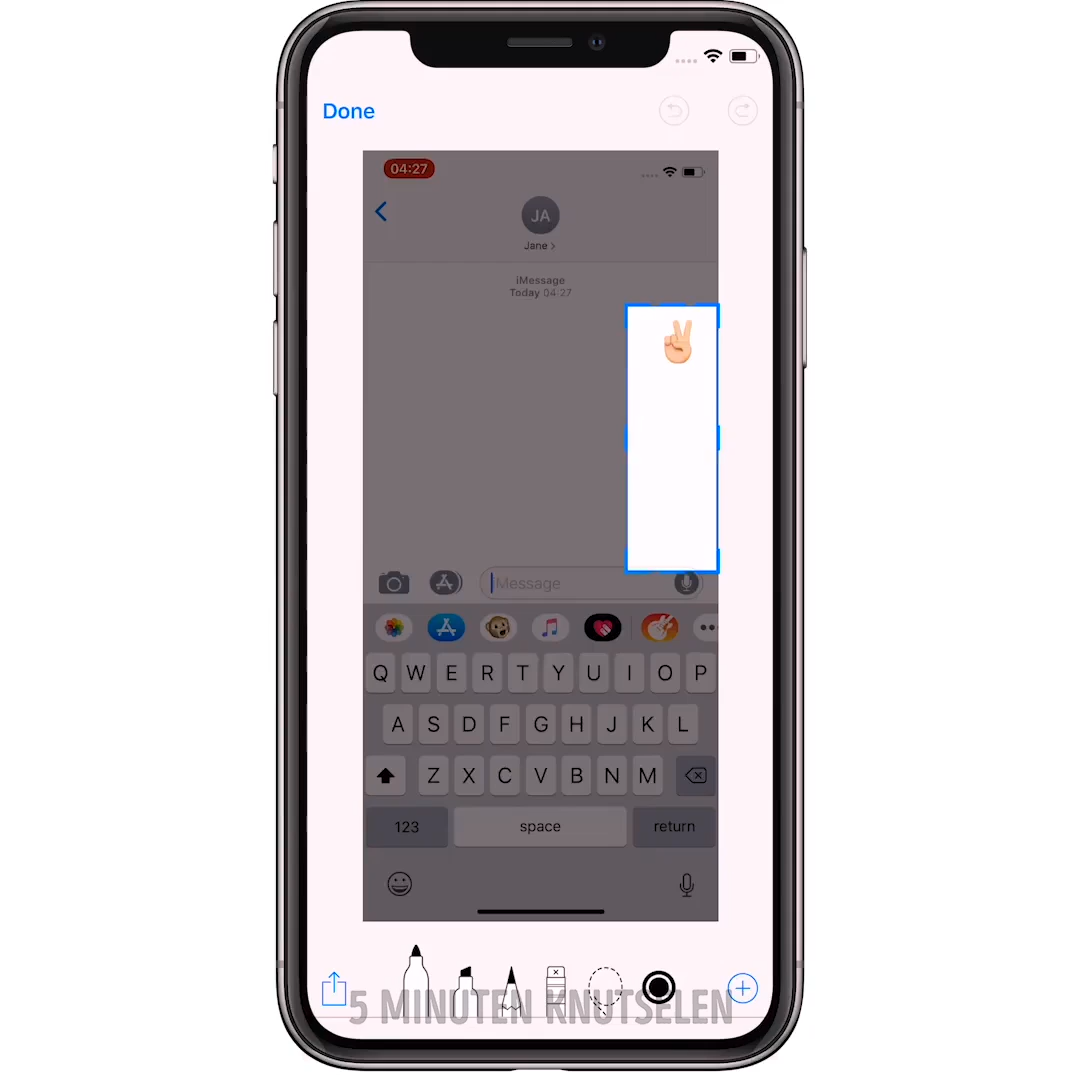 Done
04:27
JA
Jane >
iMessage
Today 04:27
Message
Q W E R T Y U I O P
A S D F G H J K L
Z X C V B N M
123 space return
5 MINUTEN KNUTSELEN